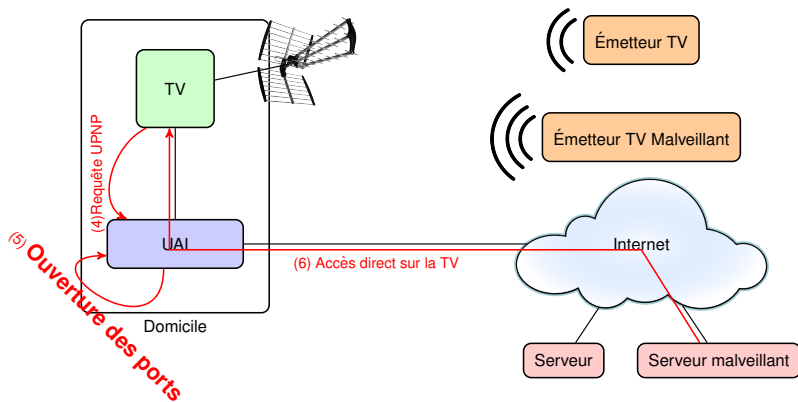 Émetteur TV
TV
Émetteur TV Malveillant
(4)Requête UPNP
UAI
Internet
(5) Ouverture des ports
(6) Accès direct sur la TV
Domicile
Serveur
Serveur malveillant